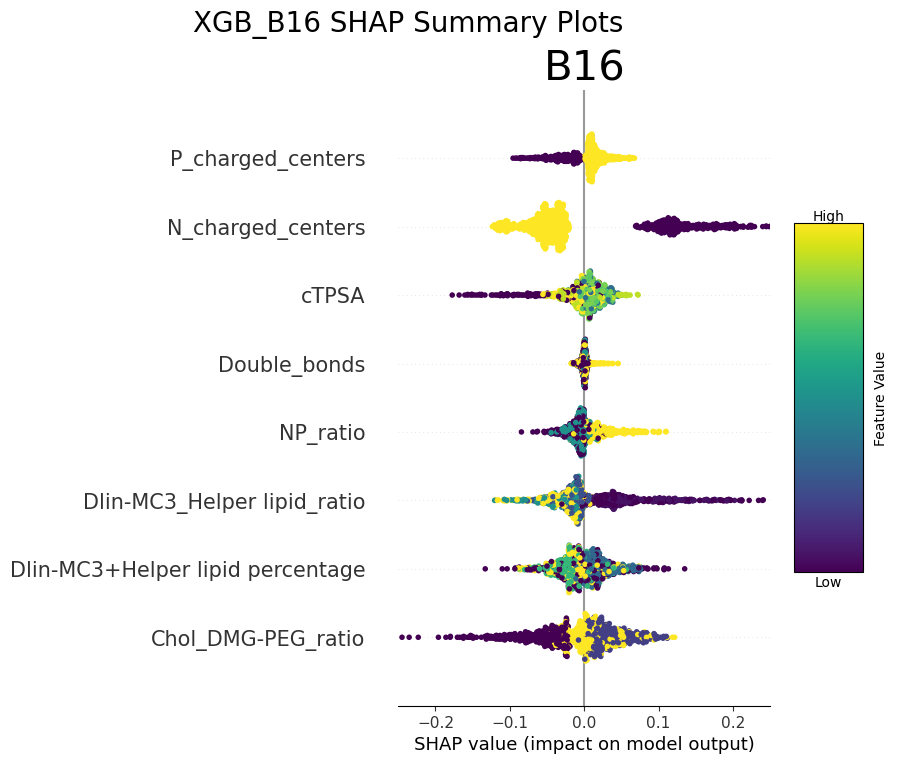 XGB_B16 SHAP Summary Plots
B16
P_charged_centers
N_charged_centers
cTPSA
Double_bonds
NP_ratio
Dlin-MC3_Helper lipid_ratio
Dlin-MC3+Helper lipid percentage
Chol_DMG-PEG_ratio
−0.2 −0.1 0.0 0.1 0.2
SHAP value (impact on model output)
High
Feature Value
Low